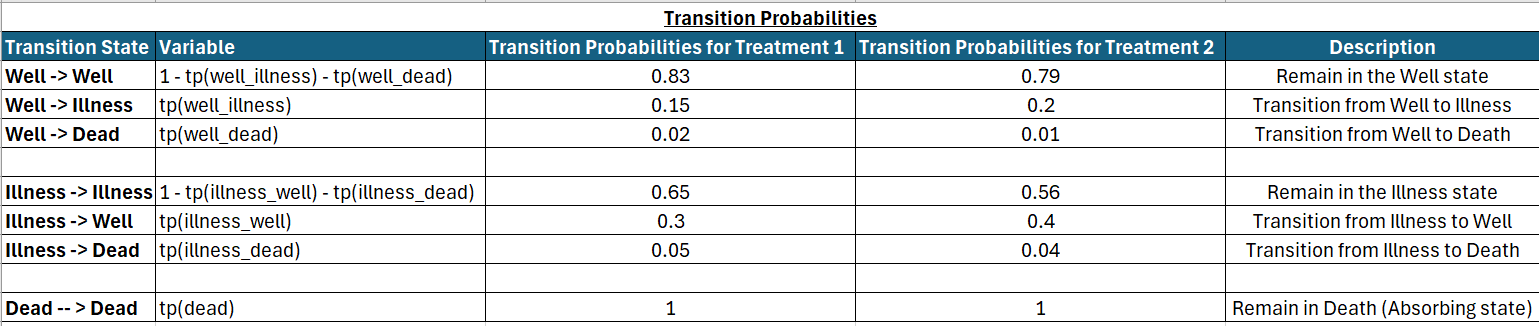 Transition Probabilities
Transition State Variable Transition Probabilities for Treatment 1 Transition Probabilities for Treatment 2 Description
Well -> Well 1 - tp(well_illness) - tp(well_dead) 0.83 0.79 Remain in the Well state
Well -> Illness tp(well_illness) 0.15 0.2 Transition from Well to Illness
Well -> Dead tp(well_dead) 0.02 0.01 Transition from Well to Death
Illness -> Illness 1 - tp(illness_well) - tp(illness_dead) 0.65 0.56 Remain in the Illness state
Illness -> Well tp(illness_well) 0.3 0.4 Transition from Illness to Well
Illness -> Dead tp(illness_dead) 0.05 0.04 Transition from Illness to Death
Dead -- > Dead tp(dead) 1 1 Remain in Death (Absorbing state)